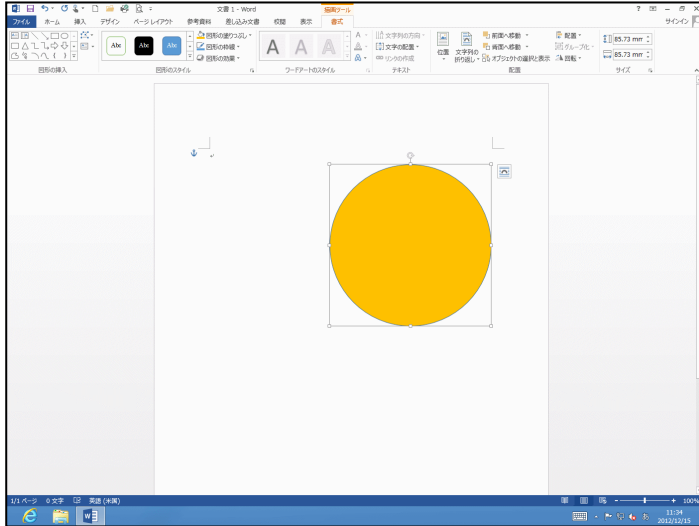 文書 1 - Word
描画ツール
ファイル ホーム 挿入 デザイン ページ レイアウト 参考資料 差し込み文書 校閲 表示 書式 サインイン
Abc Abc Abc
図形の塗りつぶし
図形の枠線
図形の効果
A A A
文字列の方向
文字の配置
リンクの作成
位置
文字列の
折り返し
前面へ移動
背面へ移動
オブジェクトの選択と表示
配置
グループ化
回転
85.73 mm
85.73 mm
図形の挿入 図形のスタイル ワードアートのスタイル テキスト 配置 サイズ
1/1 ページ 0 文字 英語 (米国) 100%
あ 11:34
2012/12/15